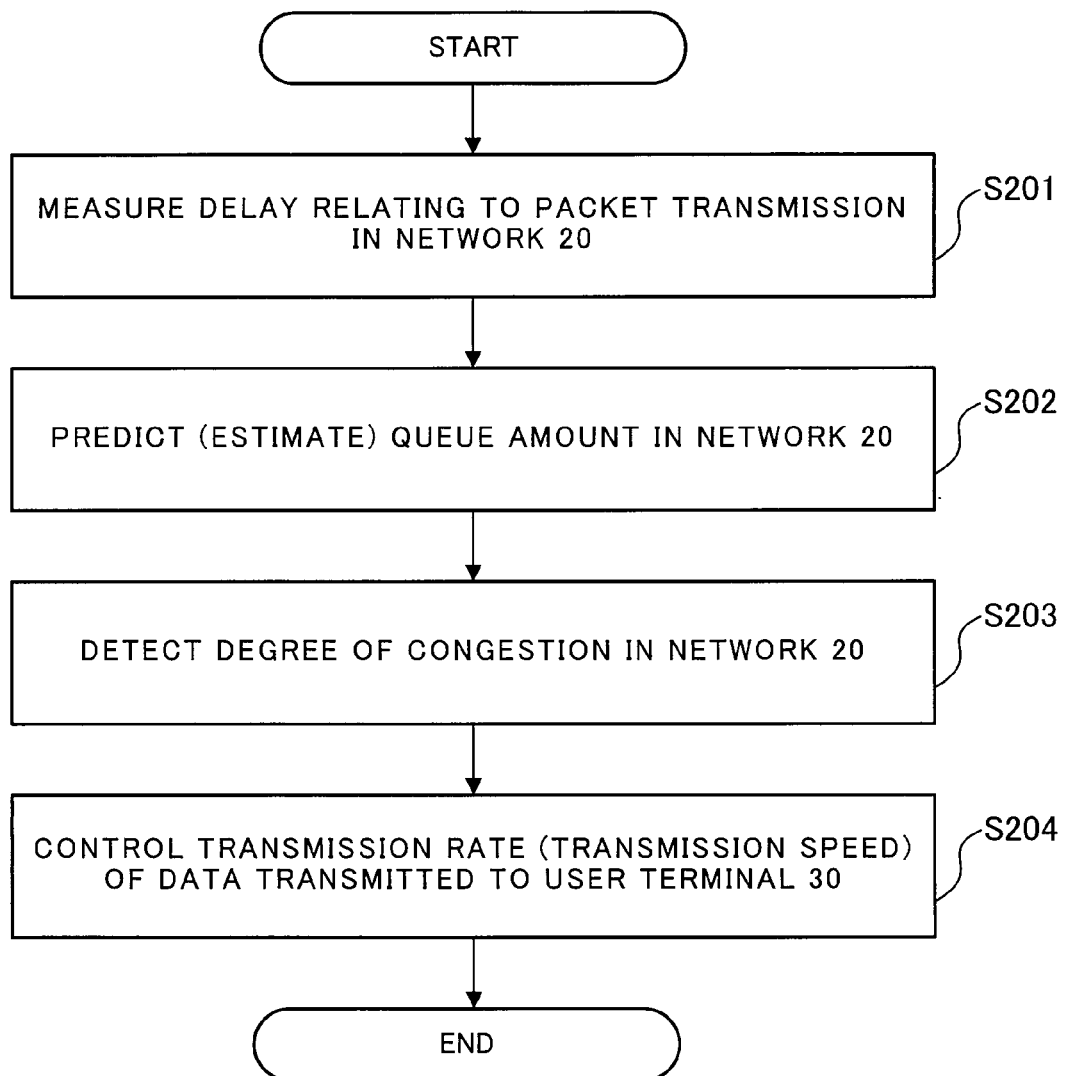 START
MEASURE DELAY RELATING TO PACKET TRANSMISSION
IN NETWORK 20
S201
PREDICT (ESTIMATE) QUEUE AMOUNT IN NETWORK 20
S202
DETECT DEGREE OF CONGESTION IN NETWORK 20
S203
CONTROL TRANSMISSION RATE (TRANSMISSION SPEED)
OF DATA TRANSMITTED TO USER TERMINAL 30
S204
END